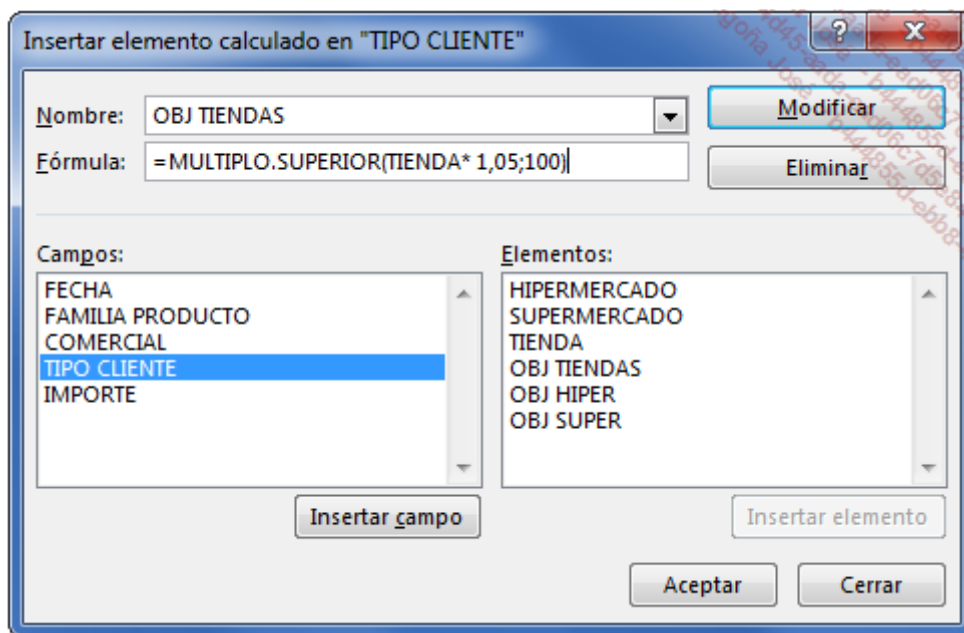 Insertar elemento calculado en "TIPO CLIENTE"
Nombre: OBJ TIENDAS
Modificar
Fórmula: =MULTIPLO.SUPERIOR(TIENDA* 1,05;100)
Eliminar
Campos:
FECHA
FAMILIA PRODUCTO
COMERCIAL
TIPO CLIENTE
IMPORTE
Elementos:
HIPERMERCADO
SUPERMERCADO
TIENDA
OBJ TIENDAS
OBJ HIPER
OBJ SUPER
Insertar campo
Insertar elemento
Aceptar
Cerrar